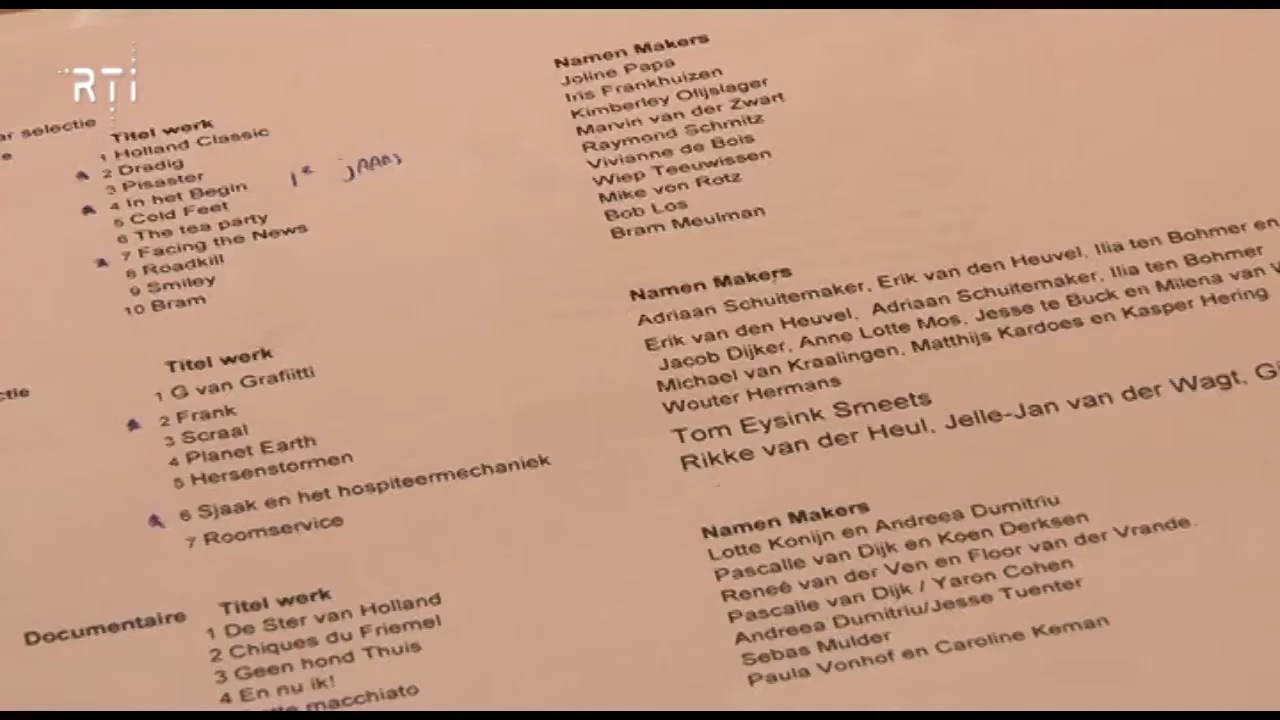 RTI
ar selectie
Titel werk
1 Holland Classic
2 Dradig
3 Pisaster
4 In het Begin
5 Cold Feet
6 The tea party
7 Facing the News
8 Roadkill
9 Smiley
10 Bram
1e jaars
Namen Makers
Joline Papa
Iris Frankhuizen
Kimberley Olijslager
Marvin van der Zwart
Raymond Schmitz
Vivianne de Bois
Wiep Teeuwissen
Mike von Rotz
Bob Los
Bram Meulman
ctie
Titel werk
1 G van Grafiitti
2 Frank
3 Scraal
4 Planet Earth
5 Hersenstormen
6 Sjaak en het hospiteermechaniek
7 Roomservice
Namen Makers
Adriaan Schuitemaker, Erik van den Heuvel, Ilia ten Bohmer en
Erik van den Heuvel, Adriaan Schuitemaker, Ilia ten Bohmer
Jacob Dijker, Anne Lotte Mos, Jesse te Buck en Milena van
Michael van Kraalingen, Matthijs Kardoes en Kasper Hering
Wouter Hermans
Tom Eysink Smeets
Rikke van der Heul, Jelle-Jan van der Wagt,
Documentaire
Titel werk
1 De Ster van Holland
2 Chiques du Friemel
3 Geen hond Thuis
4 En nu ik!
macchiato
Namen Makers
Lotte Konijn en Andreea Dumitriu
Pascalle van Dijk en Koen Derksen
Reneé van der Ven en Floor van der Vrande.
Pascalle van Dijk / Yaron Cohen
Andreea Dumitriu/Jesse Tuenter
Sebas Mulder
Paula Vonhof en Caroline Keman